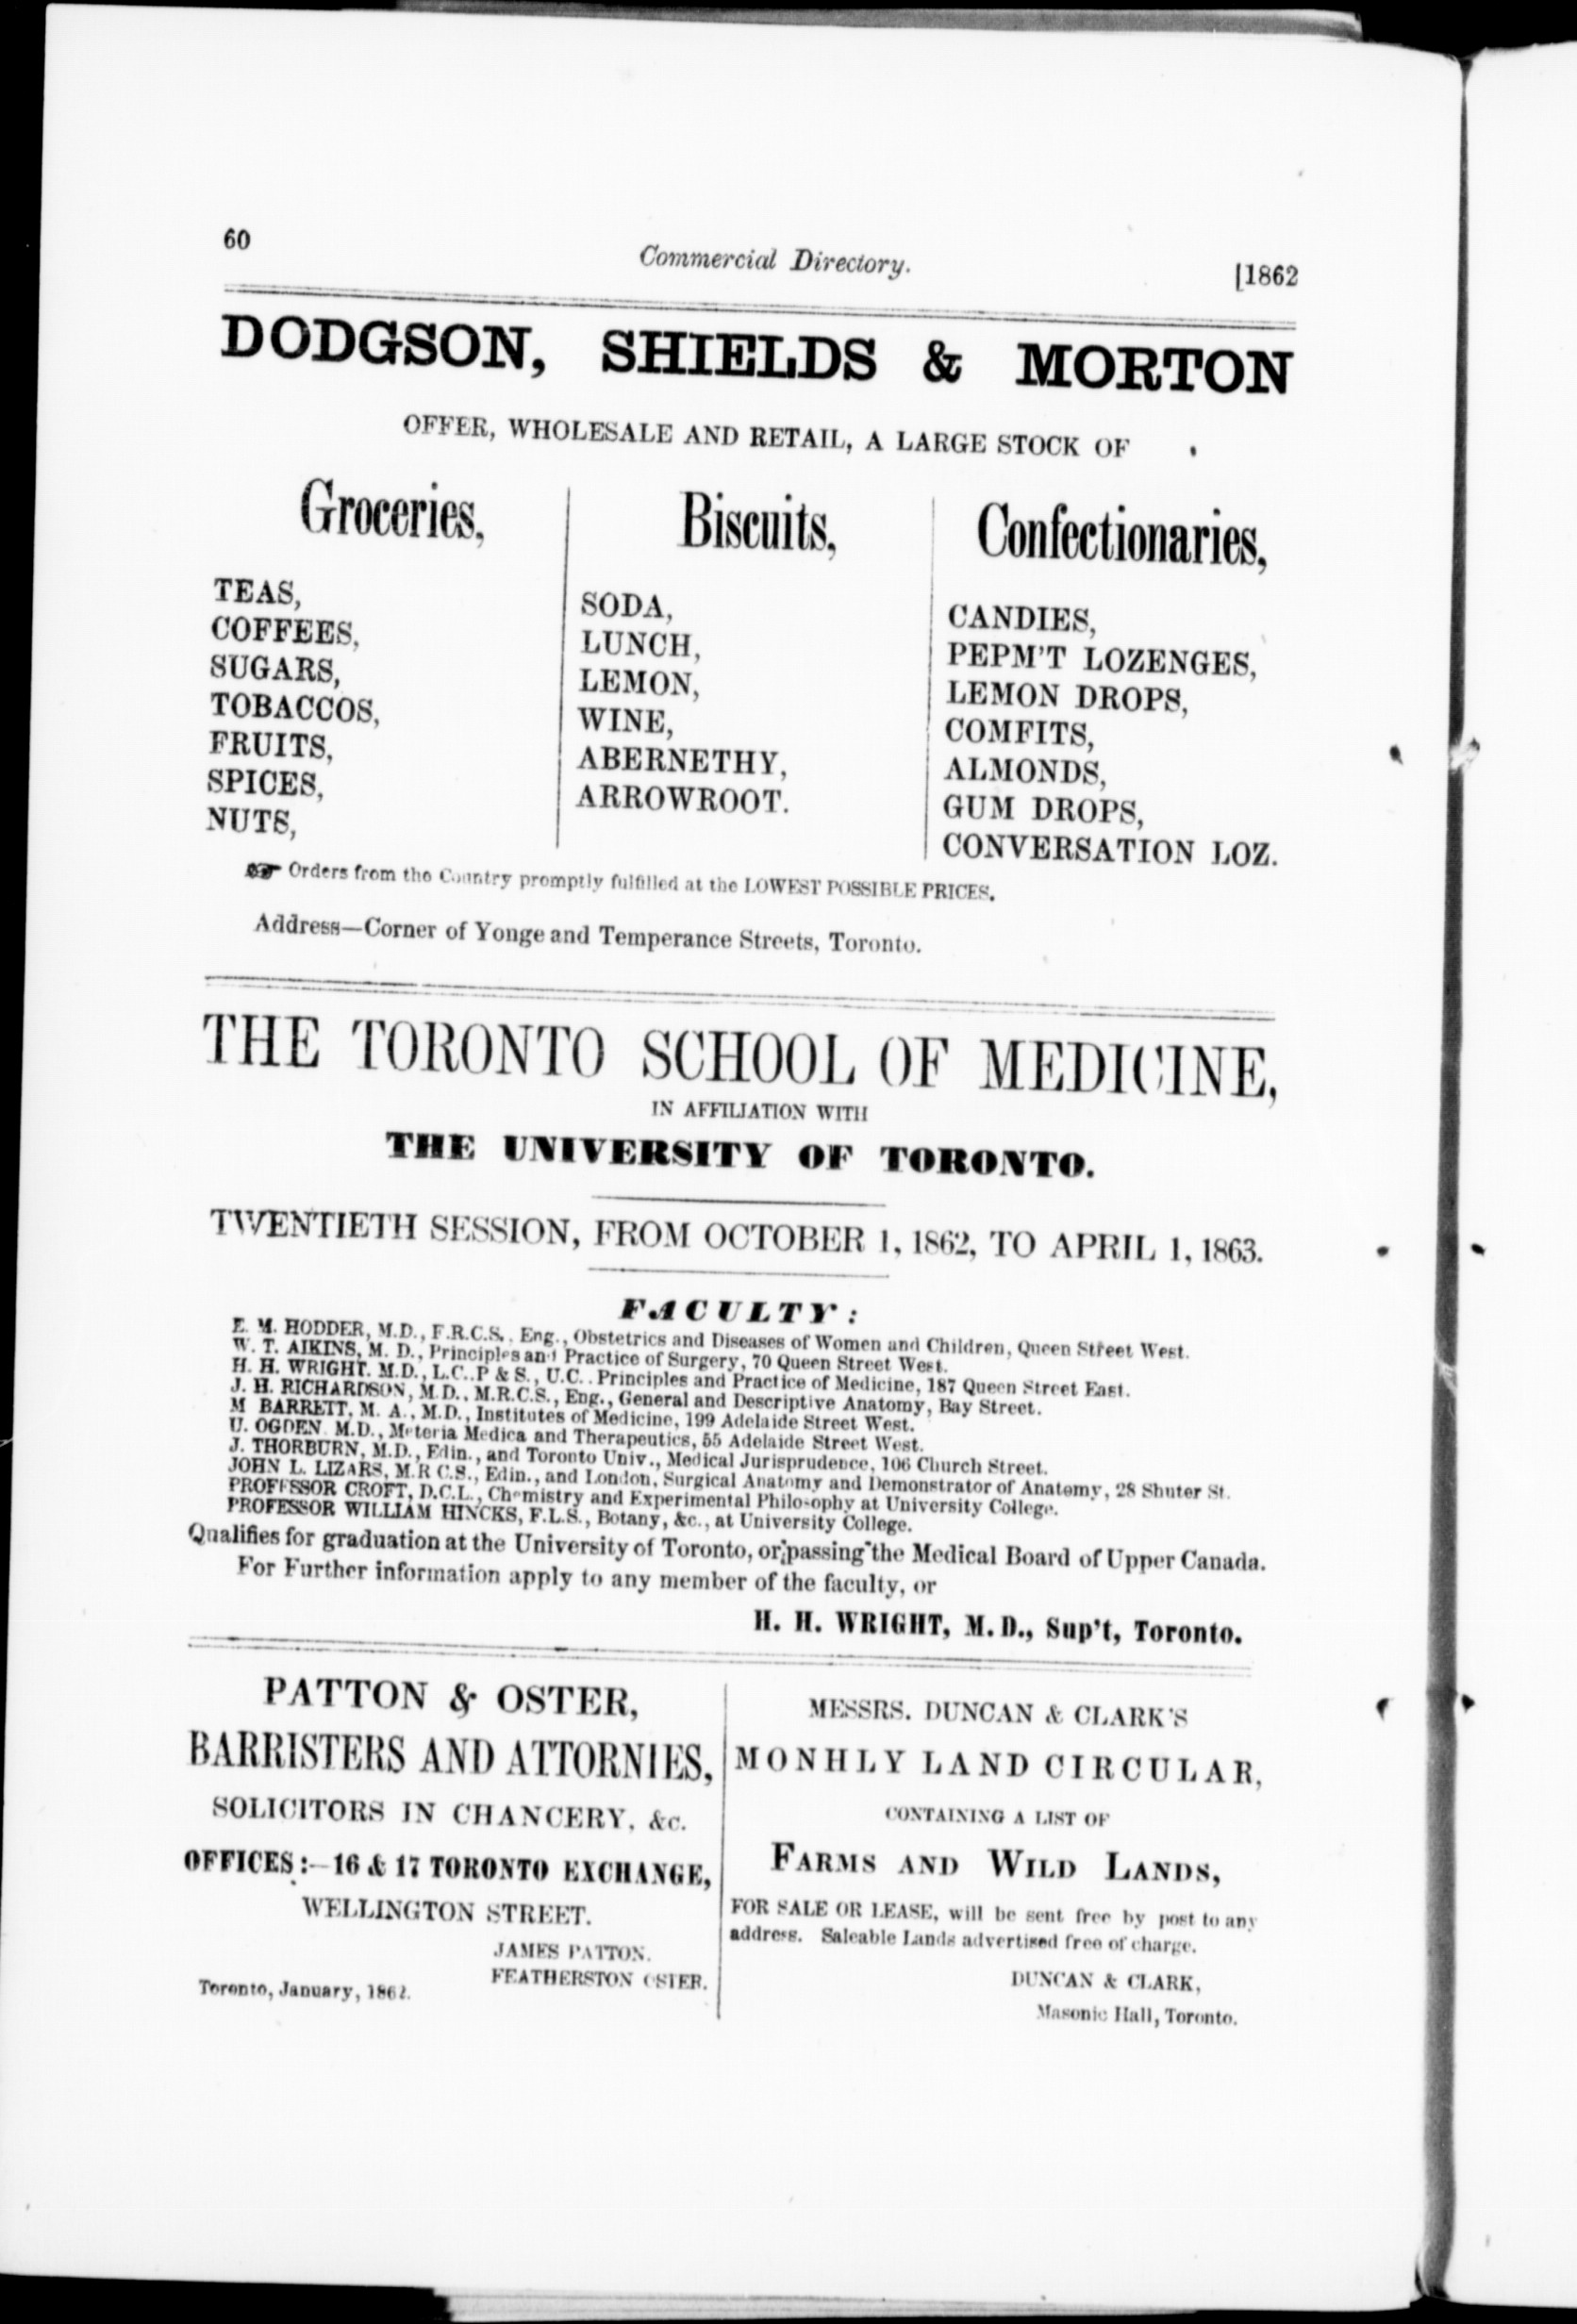 60
Commercial Directory.
[1862
DODGSON, SHIELDS & MORTON
OFFER, WHOLESALE AND RETAIL, A LARGE STOCK OF
Groceries,
TEAS,
COFFEES,
SUGARS,
TOBACCOS,
FRUITS,
SPICES,
NUTS,
Biscuits,
SODA,
LUNCH,
LEMON,
WINE,
ABERNETHY,
ARROWROOT.
Confectionaries,
CANDIES,
PEPM'T LOZENGES,
LEMON DROPS,
COMFITS,
ALMONDS,
GUM DROPS,
CONVERSATION LOZ.
☞ Orders from the Country promptly fulfilled at the LOWEST POSSIBLE PRICES.
Address—Corner of Yonge and Temperance Streets, Toronto.
THE TORONTO SCHOOL OF MEDICINE,
IN AFFILIATION WITH
THE UNIVERSITY OF TORONTO.
TWENTIETH SESSION, FROM OCTOBER 1, 1862, TO APRIL 1, 1863.
FACULTY:
E. M. HODDER, M.D., F.R.C.S., Eng., Obstetrics and Diseases of Women and Children, Queen Street West.
W. T. AIKINS, M. D., Principles and Practice of Surgery, 70 Queen Street West.
H. H. WRIGHT. M.D., L.C..P & S., U.C.. Principles and Practice of Medicine, 187 Queen Street East.
J. H. RICHARDSON, M.D.. M.R.C.S., Eng., General and Descriptive Anatomy, Bay Street.
M BARRETT, M. A., M.D., Institutes of Medicine, 199 Adelaide Street West.
U. OGDEN M.D., Meteria Medica and Therapeutics, 55 Adelaide Street West.
J. THORBURN, M.D., Edin., and Toronto Univ., Medical Jurisprudence, 106 Church Street.
JOHN L. LIZARS, M.R C.S., Edin., and London, Surgical Anatomy and Demonstrator of Anatomy, 28 Shuter St.
PROFESSOR CROFT, D.C.L., Chemistry and Experimental Philosophy at University College.
PROFESSOR WILLIAM HINCKS, F.L.S., Botany, &c., at University College.
Qualifies for graduation at the University of Toronto, or passing the Medical Board of Upper Canada.
For Further information apply to any member of the faculty, or
H. H. WRIGHT, M.D., Sup't, Toronto.
PATTON & OSTER,
BARRISTERS AND ATTORNIES,
SOLICITORS IN CHANCERY, &c.
OFFICES:—16 & 17 TORONTO EXCHANGE,
WELLINGTON STREET.
JAMES PATTON.
FEATHERSTON OSTER.
Toronto, January, 1862.
MESSRS. DUNCAN & CLARK'S
MONHLY LAND CIRCULAR,
CONTAINING A LIST OF
FARMS AND WILD LANDS,
FOR SALE OR LEASE, will be sent free by post to any
address. Saleable Lands advertised free of charge.
DUNCAN & CLARK,
Masonic Hall, Toronto.